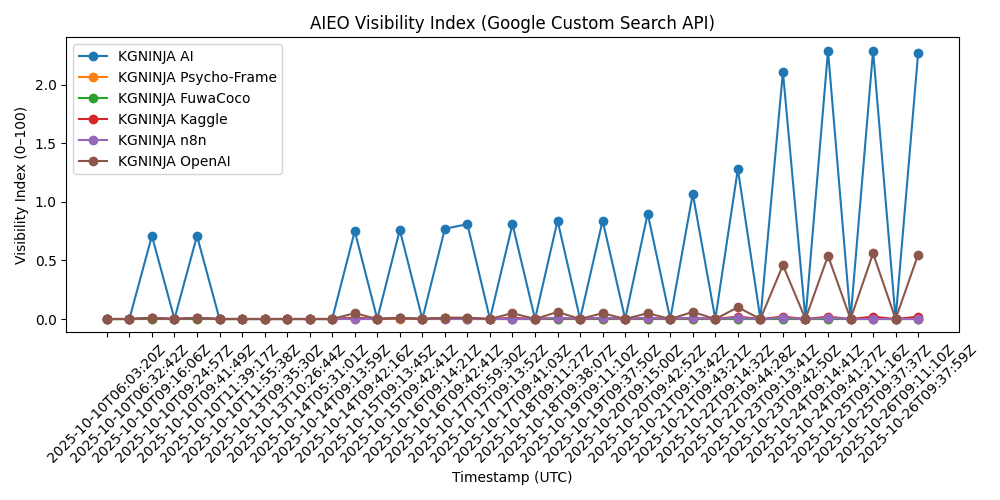 AIEO Visibility Index (Google Custom Search API)
KGNINJA AI
KGNINJA Psycho-Frame
KGNINJA FuwaCoco
KGNINJA Kaggle
KGNINJA n8n
KGNINJA OpenAI
Visibility Index (0–100)
2.0
1.5
1.0
0.5
0.0
2025-10-10T06:03:20Z
2025-10-10T06:32:42Z
2025-10-10T09:16:06Z
2025-10-10T09:24:57Z
2025-10-10T09:41:49Z
2025-10-10T11:39:17Z
2025-10-10T11:55:38Z
2025-10-13T09:35:30Z
2025-10-13T10:26:44Z
2025-10-14T05:31:01Z
2025-10-14T09:13:59Z
2025-10-14T09:42:16Z
2025-10-15T09:13:45Z
2025-10-15T09:42:41Z
2025-10-16T09:14:21Z
2025-10-16T09:42:41Z
2025-10-17T05:59:30Z
2025-10-17T09:13:52Z
2025-10-17T09:41:03Z
2025-10-18T09:11:27Z
2025-10-18T09:38:07Z
2025-10-19T09:11:10Z
2025-10-19T09:37:50Z
2025-10-20T09:15:00Z
2025-10-20T09:42:52Z
2025-10-21T09:13:42Z
2025-10-21T09:43:21Z
2025-10-22T09:14:32Z
2025-10-22T09:44:28Z
2025-10-23T09:13:41Z
2025-10-23T09:42:50Z
2025-10-24T09:14:41Z
2025-10-24T09:41:27Z
2025-10-25T09:11:16Z
2025-10-25T09:37:37Z
2025-10-26T09:11:10Z
2025-10-26T09:37:59Z
Timestamp (UTC)